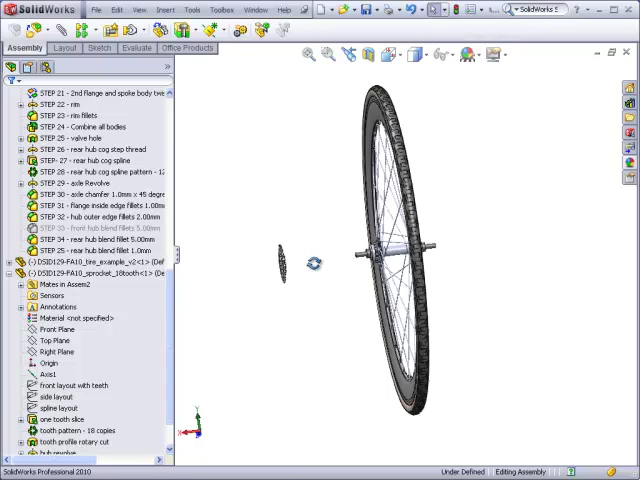 SolidWorks
File Edit Insert Tools Toolbox Window Help
SolidWorks S
Assembly Layout Sketch Evaluate Office Products
STEP 21 - 2nd flange and spoke body twe
STEP 22 - rim
STEP 23 - rim fillets
STEP 24 - Combine all bodies
STEP 25 - valve hole
STEP 26 - rear hub step thread
STEP- 27 - rear hub cog spline
STEP 28 - rear hub cog spline pattern - 12
STEP 29 - axle Revolve
STEP 30 - axle chamfer 1.0mm x 45 degre
STEP 31 - flange inside edge fillets 1.00mm
STEP 32 - hub outer edge fillets 2.00mm
STEP 33 - front hub blend fillets 5.00mm
STEP 34 - rear hub blend fillets 5.00mm
STEP 25 - rear hub blend fillet 1.0mm
(-) DSID129-FA10_tire_example_v2<1> (Def
(-) DSID129-FA10_sprocket_18tooth<1> (De
Mates in Assem2
Sensors
Annotations
Material <not specified>
Front Plane
Top Plane
Right Plane
Origin
Axis1
front layout with teeth
side layout
spline layout
one tooth slice
tooth pattern - 18 copies
tooth profile rotary cut
hub revolve
Y
X
SolidWorks Professional 2010
Under Defined Editing Assembly